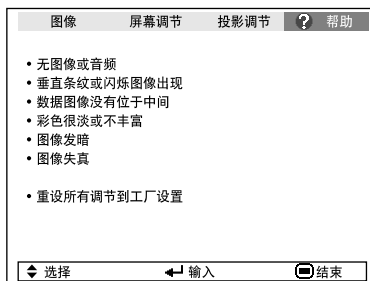 图像 屏幕调节 投影调节 ? 帮助
• 无图像或音频
• 垂直条纹或闪烁图像出现
• 数据图像没有位于中间
• 彩色很淡或不丰富
• 图像发暗
• 图像失真
• 重设所有调节到工厂设置
选择 输入 结束